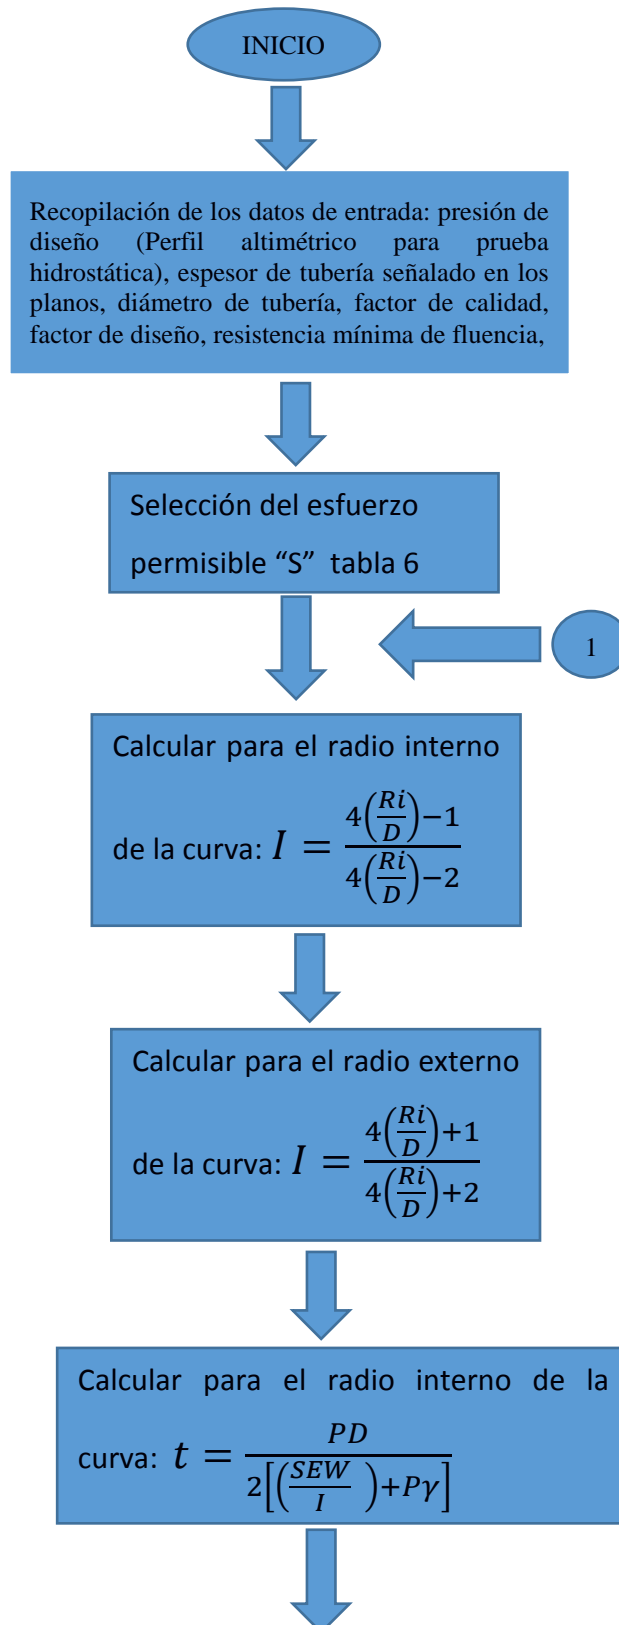 INICIO
Recopilación de los datos de entrada: presión de
diseño (Perfil altimétrico para prueba
hidrostática), espesor de tubería señalado en los
planos, diámetro de tubería, factor de calidad,
factor de diseño, resistencia mínima de fluencia,
Selección del esfuerzo
permisible “S” tabla 6
1
Calcular para el radio interno
de la curva: I = (4(Ri/D)−1)/(4(Ri/D)−2)
Calcular para el radio externo
de la curva: I = (4(Ri/D)+1)/(4(Ri/D)+2)
Calcular para el radio interno de la
curva: t = PD/(2[((SEW)/I)+Pγ])